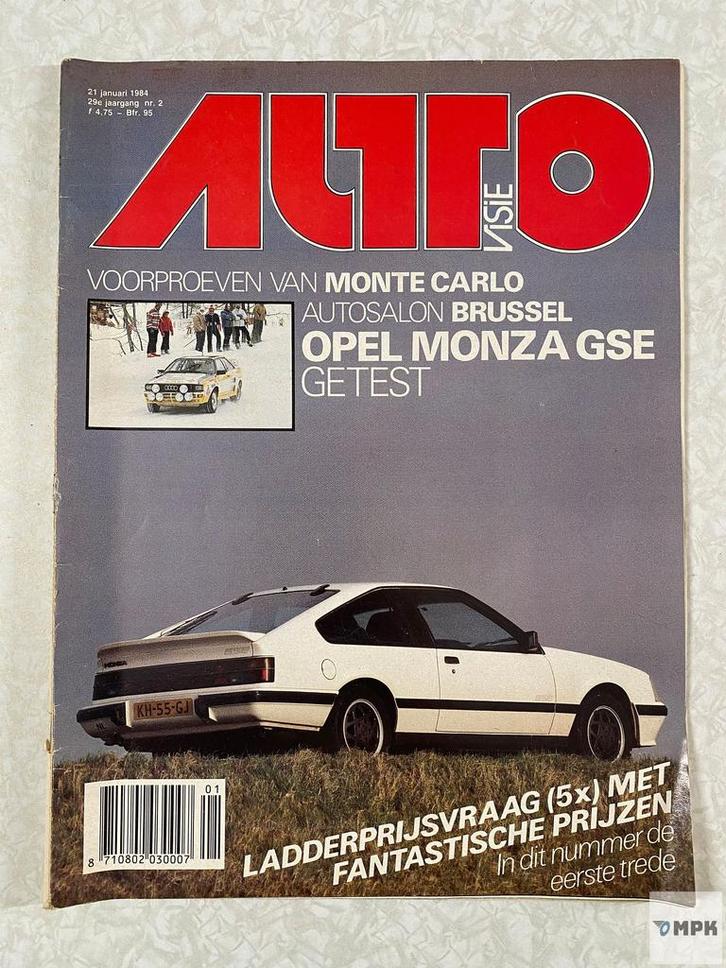 21 januari 1984
29e jaargang nr. 2
f 4,75 – Bfr. 95
AUTO
VISIE
VOORPROEVEN VAN MONTE CARLO
AUTOSALON BRUSSEL
OPEL MONZA GSE
GETEST
MONZA
KH-55-GJ
NL
01
8 710802 030007
LADDERPRIJSVRAAG (5x) MET
FANTASTISCHE PRIJZEN
In dit nummer de
eerste trede
MPK